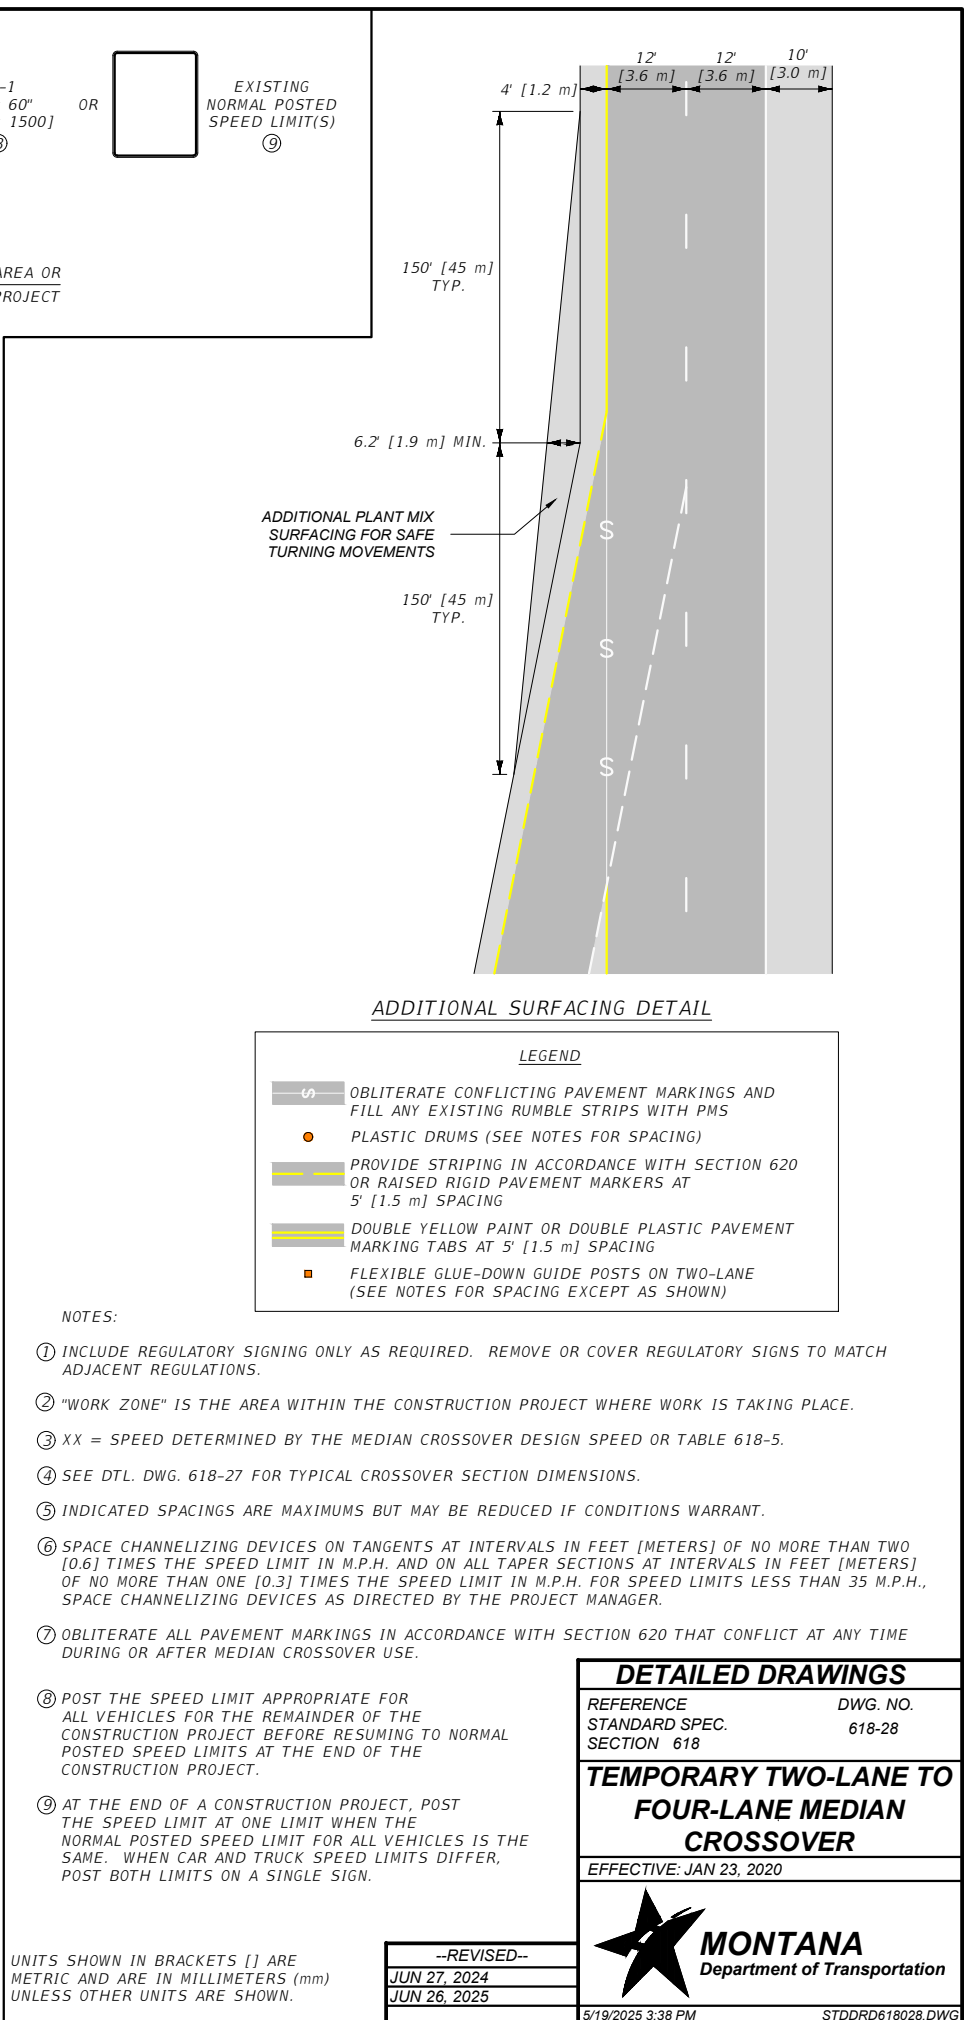 -1
60"
1500]
OR
EXISTING
NORMAL POSTED
SPEED LIMIT(S)
9
AREA OR
PROJECT
12'
[3.6 m]
12'
[3.6 m]
10'
[3.0 m]
4' [1.2 m]
150' [45 m]
TYP.
6.2' [1.9 m] MIN.
ADDITIONAL PLANT MIX
SURFACING FOR SAFE
TURNING MOVEMENTS
150' [45 m]
TYP.
S
S
S
ADDITIONAL SURFACING DETAIL
LEGEND
S
OBLITERATE CONFLICTING PAVEMENT MARKINGS AND
FILL ANY EXISTING RUMBLE STRIPS WITH PMS
PLASTIC DRUMS (SEE NOTES FOR SPACING)
PROVIDE STRIPING IN ACCORDANCE WITH SECTION 620
OR RAISED RIGID PAVEMENT MARKERS AT
5' [1.5 m] SPACING
DOUBLE YELLOW PAINT OR DOUBLE PLASTIC PAVEMENT
MARKING TABS AT 5' [1.5 m] SPACING
FLEXIBLE GLUE-DOWN GUIDE POSTS ON TWO-LANE
(SEE NOTES FOR SPACING EXCEPT AS SHOWN)
NOTES:
1 INCLUDE REGULATORY SIGNING ONLY AS REQUIRED. REMOVE OR COVER REGULATORY SIGNS TO MATCH
ADJACENT REGULATIONS.
2 "WORK ZONE" IS THE AREA WITHIN THE CONSTRUCTION PROJECT WHERE WORK IS TAKING PLACE.
3 XX = SPEED DETERMINED BY THE MEDIAN CROSSOVER DESIGN SPEED OR TABLE 618-5.
4 SEE DTL. DWG. 618-27 FOR TYPICAL CROSSOVER SECTION DIMENSIONS.
5 INDICATED SPACINGS ARE MAXIMUMS BUT MAY BE REDUCED IF CONDITIONS WARRANT.
6 SPACE CHANNELIZING DEVICES ON TANGENTS AT INTERVALS IN FEET [METERS] OF NO MORE THAN TWO
[0.6] TIMES THE SPEED LIMIT IN M.P.H. AND ON ALL TAPER SECTIONS AT INTERVALS IN FEET [METERS]
OF NO MORE THAN ONE [0.3] TIMES THE SPEED LIMIT IN M.P.H. FOR SPEED LIMITS LESS THAN 35 M.P.H.,
SPACE CHANNELIZING DEVICES AS DIRECTED BY THE PROJECT MANAGER.
7 OBLITERATE ALL PAVEMENT MARKINGS IN ACCORDANCE WITH SECTION 620 THAT CONFLICT AT ANY TIME
DURING OR AFTER MEDIAN CROSSOVER USE.
8 POST THE SPEED LIMIT APPROPRIATE FOR
ALL VEHICLES FOR THE REMAINDER OF THE
CONSTRUCTION PROJECT BEFORE RESUMING TO NORMAL
POSTED SPEED LIMITS AT THE END OF THE
CONSTRUCTION PROJECT.
9 AT THE END OF A CONSTRUCTION PROJECT, POST
THE SPEED LIMIT AT ONE LIMIT WHEN THE
NORMAL POSTED SPEED LIMIT FOR ALL VEHICLES IS THE
SAME. WHEN CAR AND TRUCK SPEED LIMITS DIFFER,
POST BOTH LIMITS ON A SINGLE SIGN.
UNITS SHOWN IN BRACKETS [] ARE
METRIC AND ARE IN MILLIMETERS (mm)
UNLESS OTHER UNITS ARE SHOWN.
--REVISED--
JUN 27, 2024
JUN 26, 2025
DETAILED DRAWINGS
REFERENCE
STANDARD SPEC.
SECTION 618
DWG. NO.
618-28
TEMPORARY TWO-LANE TO
FOUR-LANE MEDIAN
CROSSOVER
EFFECTIVE: JAN 23, 2020
MONTANA
Department of Transportation
5/19/2025 3:38 PM
STDDRD618028.DWG